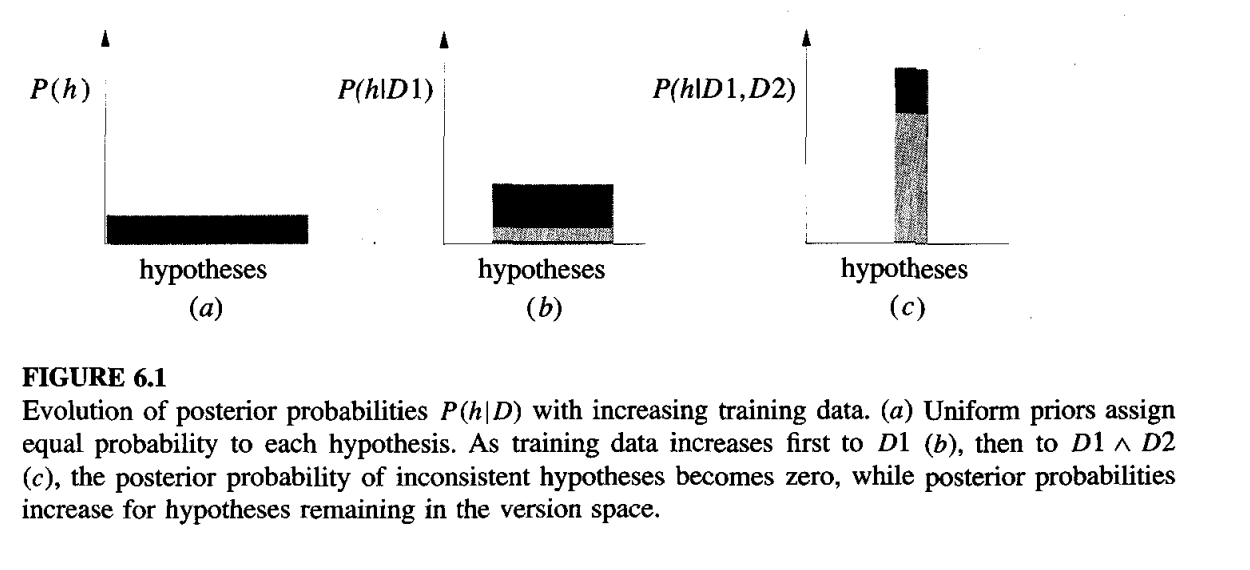 P(h)
P(h|D1)
P(h|D1,D2)
hypotheses
hypotheses
hypotheses
(a)
(b)
(c)
FIGURE 6.1
Evolution of posterior probabilities P(h|D) with increasing training data. (a) Uniform priors assign
equal probability to each hypothesis. As training data increases first to D1 (b), then to D1 ∧ D2
(c), the posterior probability of inconsistent hypotheses becomes zero, while posterior probabilities
increase for hypotheses remaining in the version space.